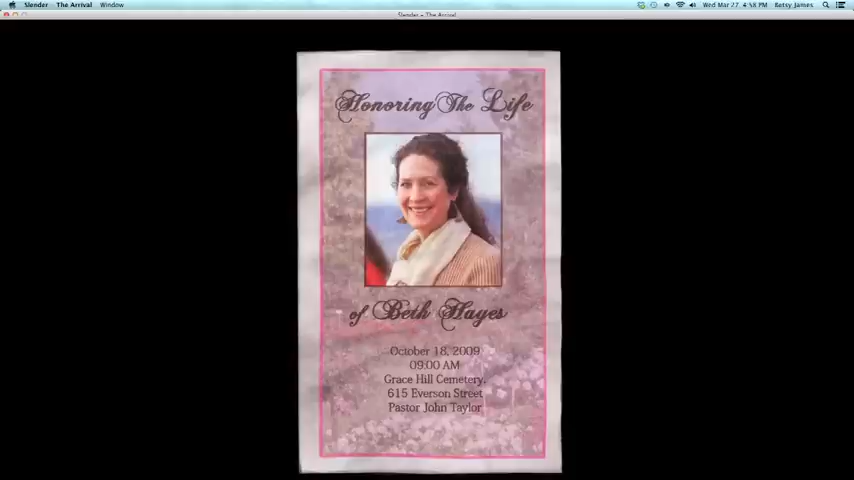 Slender - The Arrival Window Wed Mar 27 4:58 PM Betsy James
Slender - The Arrival
Honoring The Life
of Beth Hayes
October 18, 2009
09:00 AM
Grace Hill Cemetery,
615 Everson Street
Pastor John Taylor